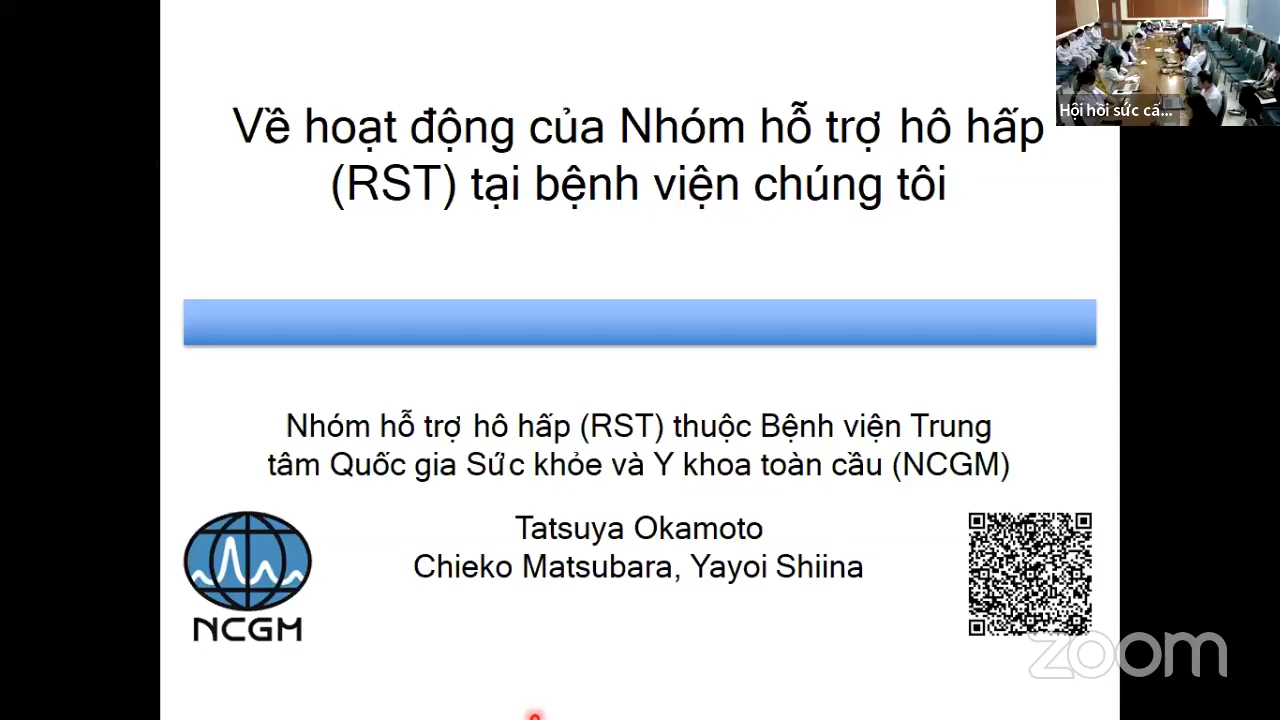 Về hoạt động của Nhóm hỗ trợ hô hấp
(RST) tại bệnh viện chúng tôi
Hội hồi sức cấ...
Nhóm hỗ trợ hô hấp (RST) thuộc Bệnh viện Trung
tâm Quốc gia Sức khỏe và Y khoa toàn cầu (NCGM)
Tatsuya Okamoto
Chieko Matsubara, Yayoi Shiina
NCGM
zoom